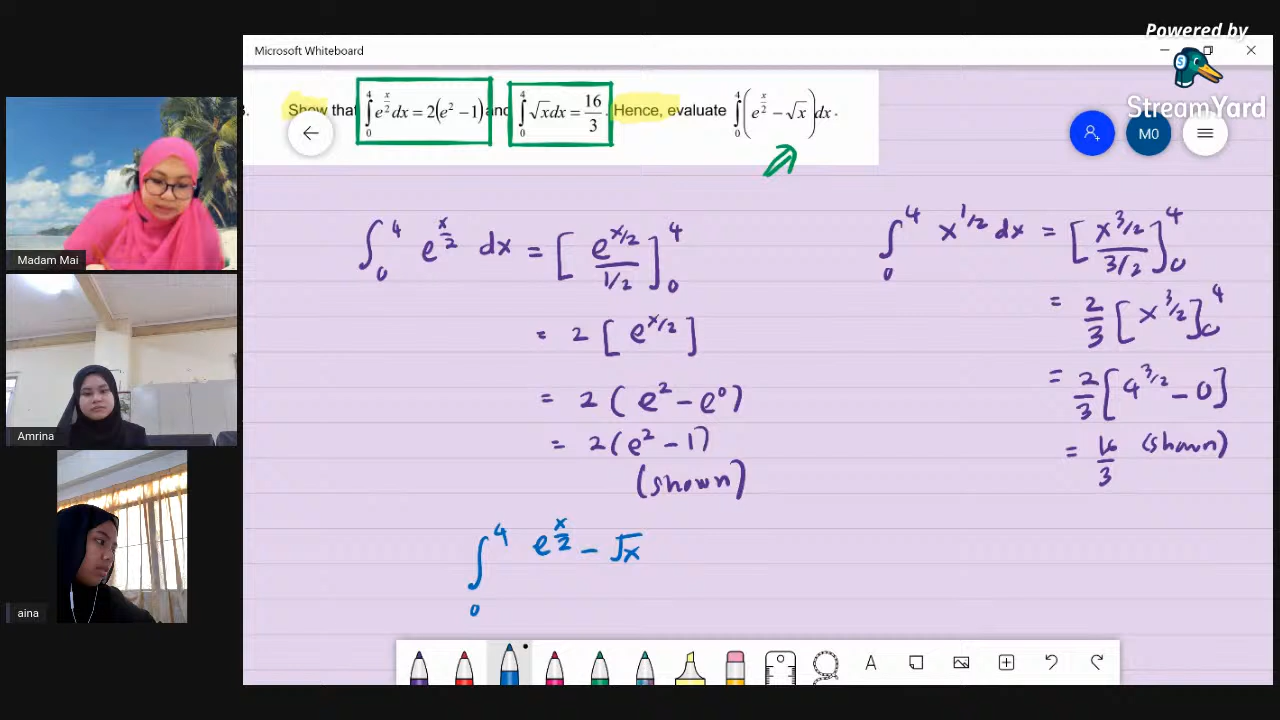 Powered by
StreamYard
Microsoft Whiteboard
Show that ∫₀⁴ e^(x/2) dx = 2(e² − 1) and ∫₀⁴ √x dx = 16/3. Hence, evaluate ∫₀⁴ (e^(x/2) − √x) dx.
M0
∫₀⁴ e^(x/2) dx = [e^(x/2) / 1/2]₀⁴
= 2 [e^(x/2)]
= 2 (e² − e⁰)
= 2(e² − 1)
(shown)
∫₀⁴ x^(1/2) dx = [x^(3/2) / 3/2]₀⁴
= 2/3 [x^(3/2)]₀⁴
= 2/3 [4^(3/2) − 0]
= 16/3 (shown)
∫₀⁴ e^(x/2) − √x
Madam Mai
Amrina
aina
A